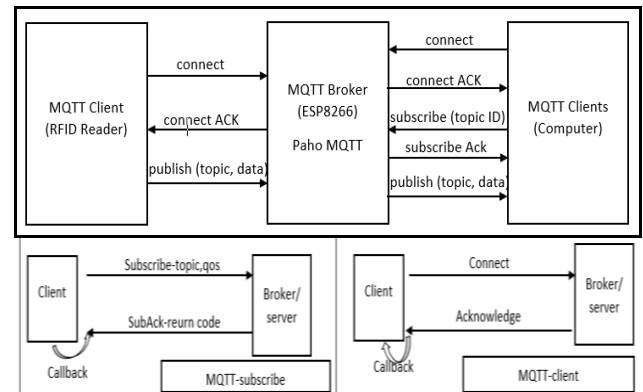 connect
connect ACK
publish (topic, data)
MQTT Client
(RFID Reader)
MQTT Broker
(ESP8266)
Paho MQTT
connect
connect ACK
subscribe (topic ID)
subscribe Ack
publish (topic, data)
MQTT Clients
(Computer)
Client
Subscribe-topic,qos
SubAck-reurn code
Broker/
server
Callback
MQTT-subscribe
Client
Connect
Acknowledge
Broker/
server
Callback
MQTT-client